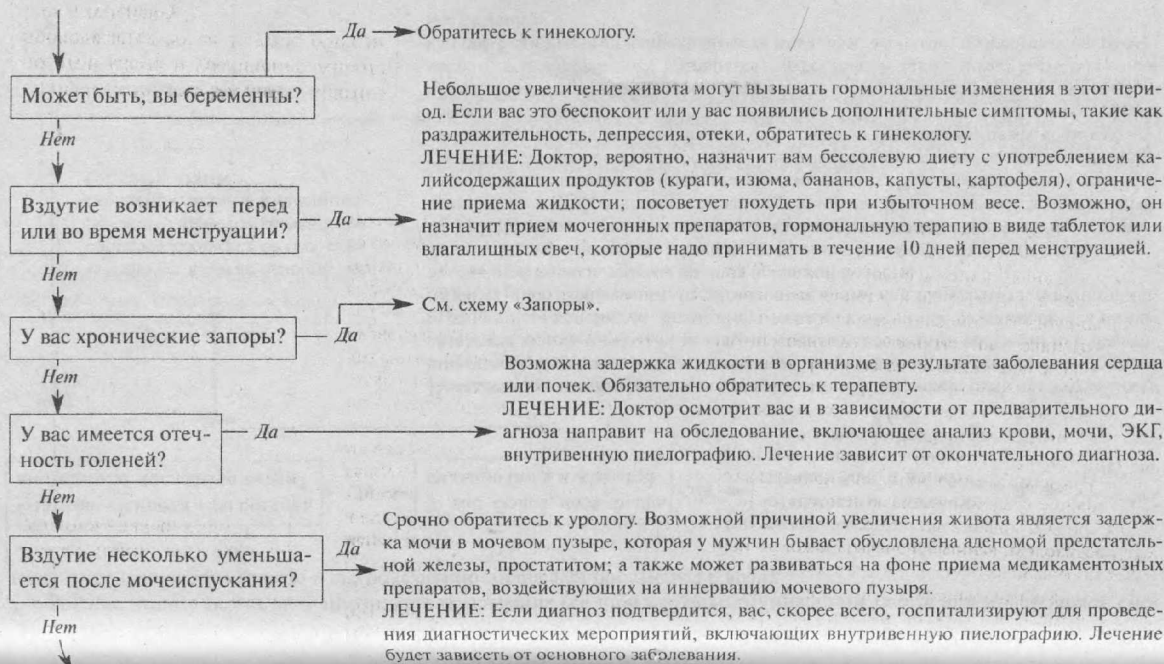 Да
Обратитесь к гинекологу.
Может быть, вы беременны?
Нет
Небольшое увеличение живота могут вызывать гормональные изменения в этот пери-
од. Если вас это беспокоит или у вас появились дополнительные симптомы, такие как
раздражительность, депрессия, отеки, обратитесь к гинекологу.
ЛЕЧЕНИЕ: Доктор, вероятно, назначит вам бессолевую диету с употреблением ка-
лийсодержащих продуктов (кураги, изюма, бананов, капусты, картофеля), ограниче-
ние приема жидкости; посоветует похудеть при избыточном весе. Возможно, он
назначит прием мочегонных препаратов, гормональную терапию в виде таблеток или
влагалищных свеч, которые надо принимать в течение 10 дней перед менструацией.
Вздутие возникает перед
или во время менструации?
Да
Нет
См. схему «Запоры».
У вас хронические запоры?
Да
Нет
Возможна задержка жидкости в организме в результате заболевания сердца
или почек. Обязательно обратитесь к терапевту.
ЛЕЧЕНИЕ: Доктор осмотрит вас и в зависимости от предварительного ди-
агноза направит на обследование, включающее анализ крови, мочи, ЭКГ,
внутривенную пиелографию. Лечение зависит от окончательного диагноза.
У вас имеется отеч-
ность голеней?
Да
Нет
Срочно обратитесь к урологу. Возможной причиной увеличения живота является задерж-
ка мочи в мочевом пузыре, которая у мужчин бывает обусловлена аденомой предстатель-
ной железы, простатитом; а также может развиваться на фоне приема медикаментозных
препаратов, воздействующих на иннервацию мочевого пузыря.
ЛЕЧЕНИЕ: Если диагноз подтвердится, вас, скорее всего, госпитализируют для проведе-
ния диагностических мероприятий, включающих внутривенную пиелографию. Лечение
будет зависеть от основного заболевания.
Вздутие несколько уменьша-
ется после мочеиспускания?
Да
Нет